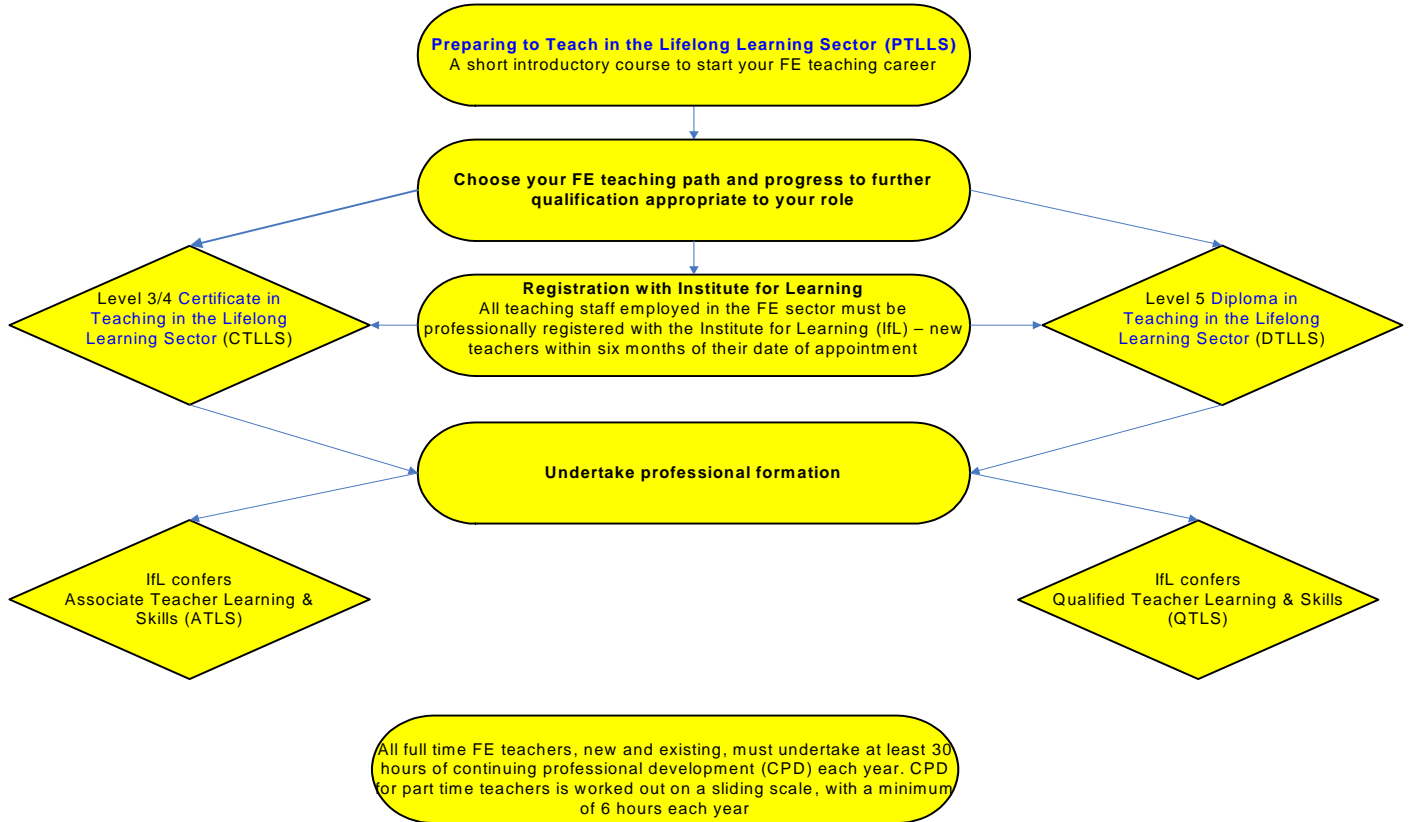 Preparing to Teach in the Lifelong Learning Sector (PTLLS)
A short introductory course to start your FE teaching career
Choose your FE teaching path and progress to further
qualification appropriate to your role
Level 3/4 Certificate in
Teaching in the Lifelong
Learning Sector (CTLLS)
Registration with Institute for Learning
All teaching staff employed in the FE sector must be
professionally registered with the Institute for Learning (IfL) – new
teachers within six months of their date of appointment
Level 5 Diploma in
Teaching in the Lifelong
Learning Sector (DTLLS)
Undertake professional formation
IfL confers
Associate Teacher Learning &
Skills (ATLS)
IfL confers
Qualified Teacher Learning & Skills
(QTLS)
All full time FE teachers, new and existing, must undertake at least 30
hours of continuing professional development (CPD) each year. CPD
for part time teachers is worked out on a sliding scale, with a minimum
of 6 hours each year